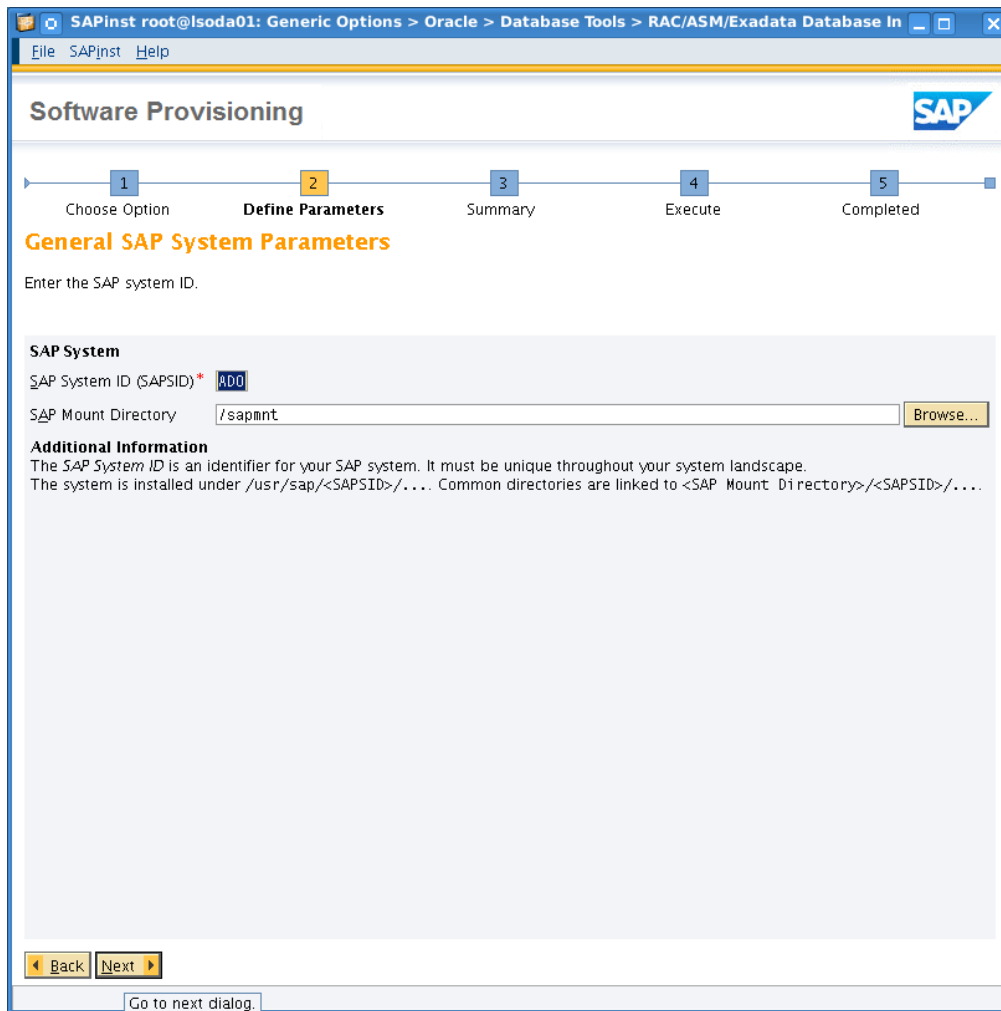 SAPinst root@lsoda01: Generic Options > Oracle > Database Tools > RAC/ASM/Exadata Database In
File SAPinst Help
Software Provisioning
SAP
1 2 3 4 5
Choose Option Define Parameters Summary Execute Completed
General SAP System Parameters
Enter the SAP system ID.
SAP System
SAP System ID (SAPSID)* ADO
SAP Mount Directory /sapmnt Browse...
Additional Information
The SAP System ID is an identifier for your SAP system. It must be unique throughout your system landscape.
The system is installed under /usr/sap/<SAPSID>/.... Common directories are linked to <SAP Mount Directory>/<SAPSID>/....
Back Next
Go to next dialog.